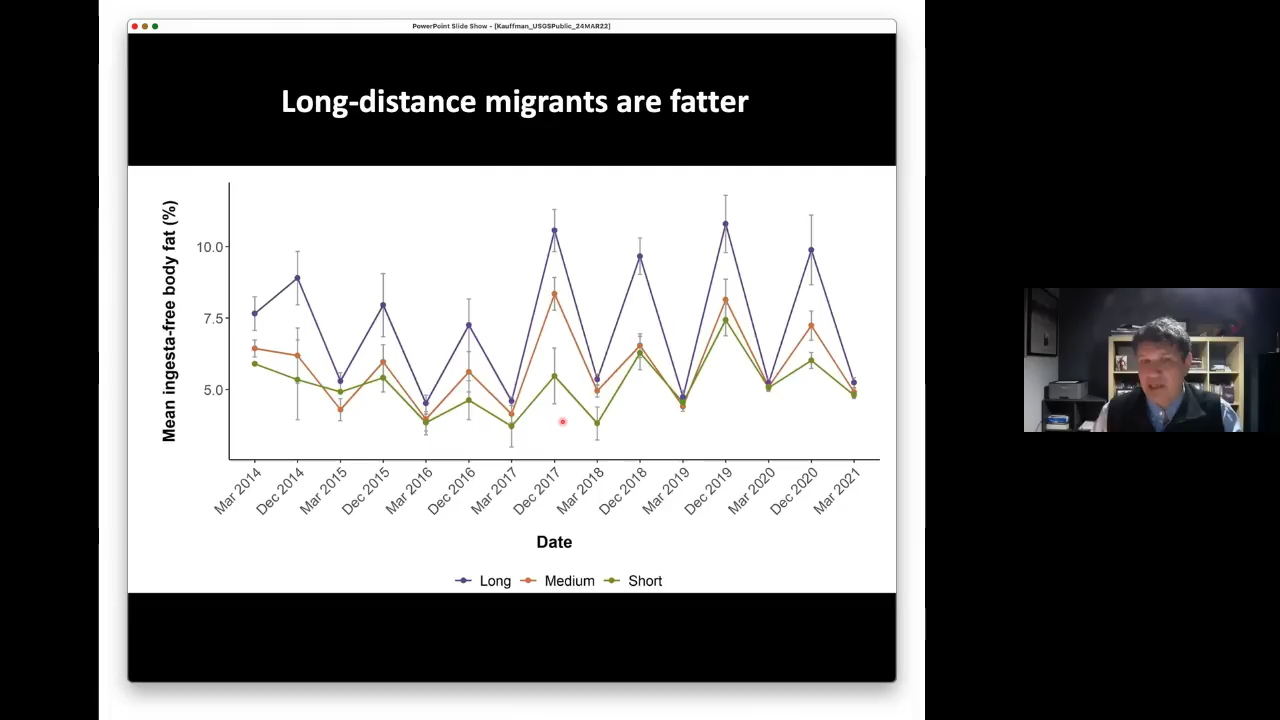 PowerPoint Slide Show - [Kauffman_USGSPublic_24MAR22]
Long-distance migrants are fatter
Mean ingesta-free body fat (%)
10.0
7.5
5.0
Mar 2014
Dec 2014
Mar 2015
Dec 2015
Mar 2016
Dec 2016
Mar 2017
Dec 2017
Mar 2018
Dec 2018
Mar 2019
Dec 2019
Mar 2020
Dec 2020
Mar 2021
Date
Long Medium Short